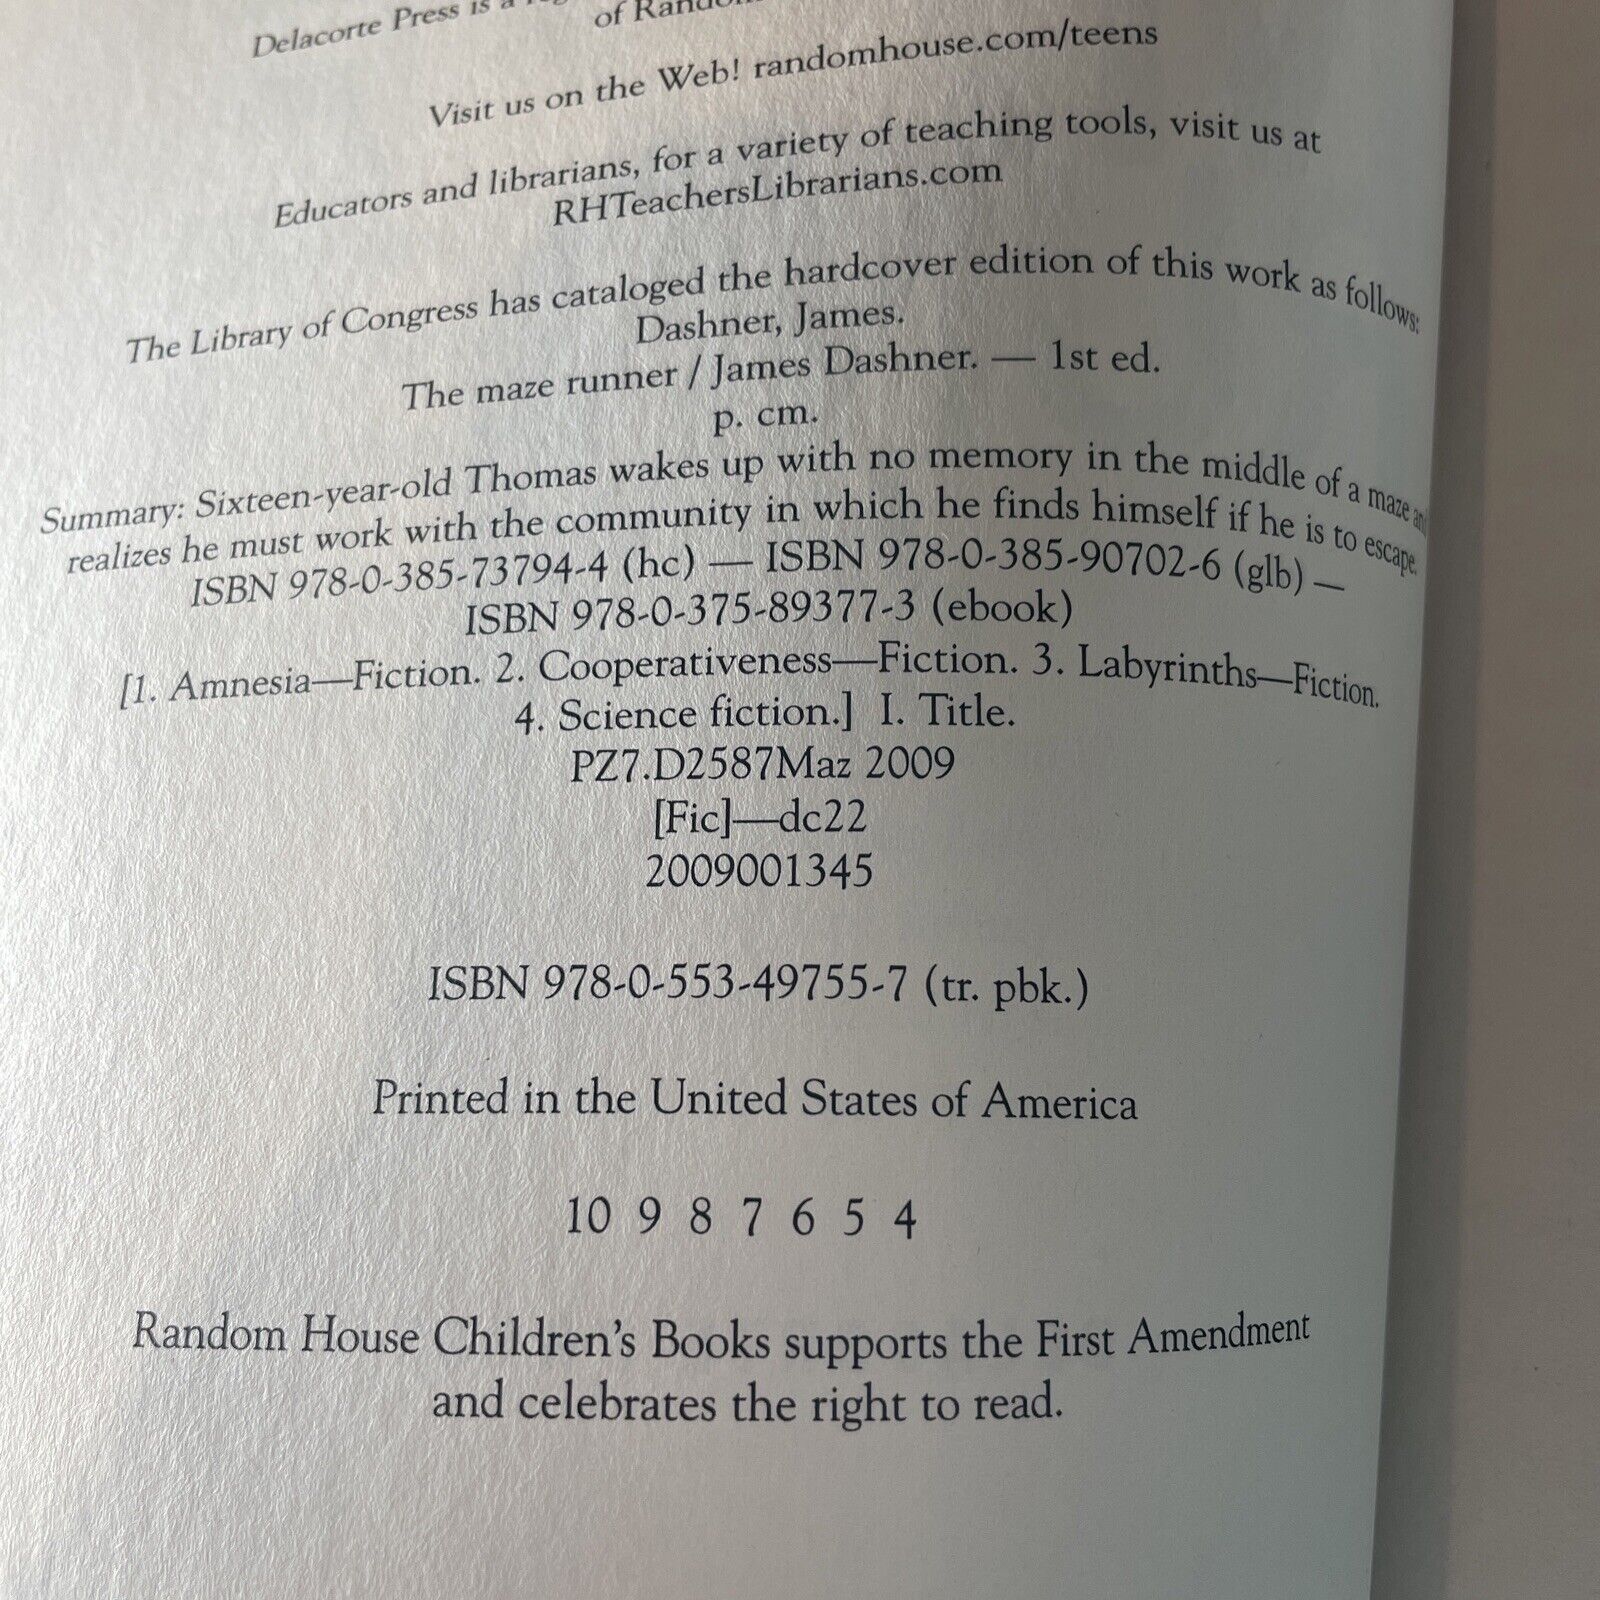 Delacorte Press is a
of
Visit us on the Web! randomhouse.com/teens
Educators and librarians, for a variety of teaching tools, visit us at
RHTeachersLibrarians.com
The Library of Congress has cataloged the hardcover edition of this work as follows:
Dashner, James.
The maze runner / James Dashner. — 1st ed.
p. cm.
Summary: Sixteen-year-old Thomas wakes up with no memory in the middle of a maze and
realizes he must work with the community in which he finds himself if he is to escape.
ISBN 978-0-385-73794-4 (hc) — ISBN 978-0-385-90702-6 (glb) —
ISBN 978-0-375-89377-3 (ebook)
[1. Amnesia—Fiction. 2. Cooperativeness—Fiction. 3. Labyrinths—Fiction.
4. Science fiction.] I. Title.
PZ7.D2587Maz 2009
[Fic]—dc22
2009001345
ISBN 978-0-553-49755-7 (tr. pbk.)
Printed in the United States of America
10 9 8 7 6 5 4
Random House Children's Books supports the First Amendment
and celebrates the right to read.